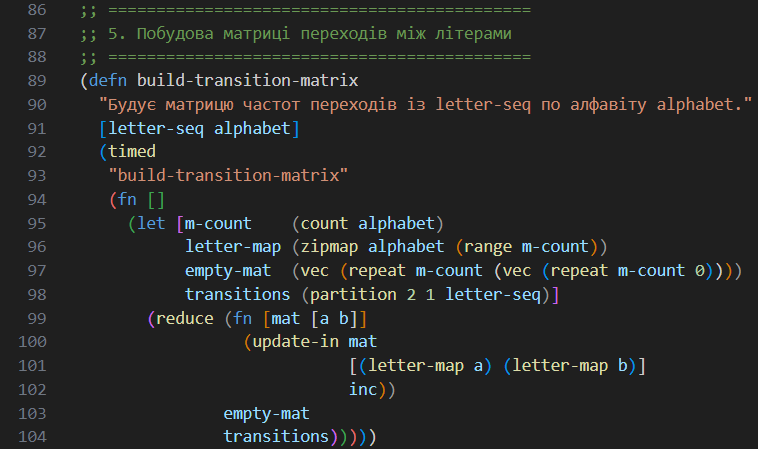 86 ;; ============================================
87 ;; 5. Побудова матриці переходів між літерами
88 ;; ============================================
89 (defn build-transition-matrix
90   "Будує матрицю частот переходів із letter-seq по алфавіту alphabet."
91   [letter-seq alphabet]
92   (timed
93    "build-transition-matrix"
94    (fn []
95      (let [m-count    (count alphabet)
96            letter-map (zipmap alphabet (range m-count))
97            empty-mat  (vec (repeat m-count (vec (repeat m-count 0))))
98            transitions (partition 2 1 letter-seq)]
99        (reduce (fn [mat [a b]]
100                  (update-in mat
101                             [(letter-map a) (letter-map b)]
102                             inc))
103                empty-mat
104                transitions)))))